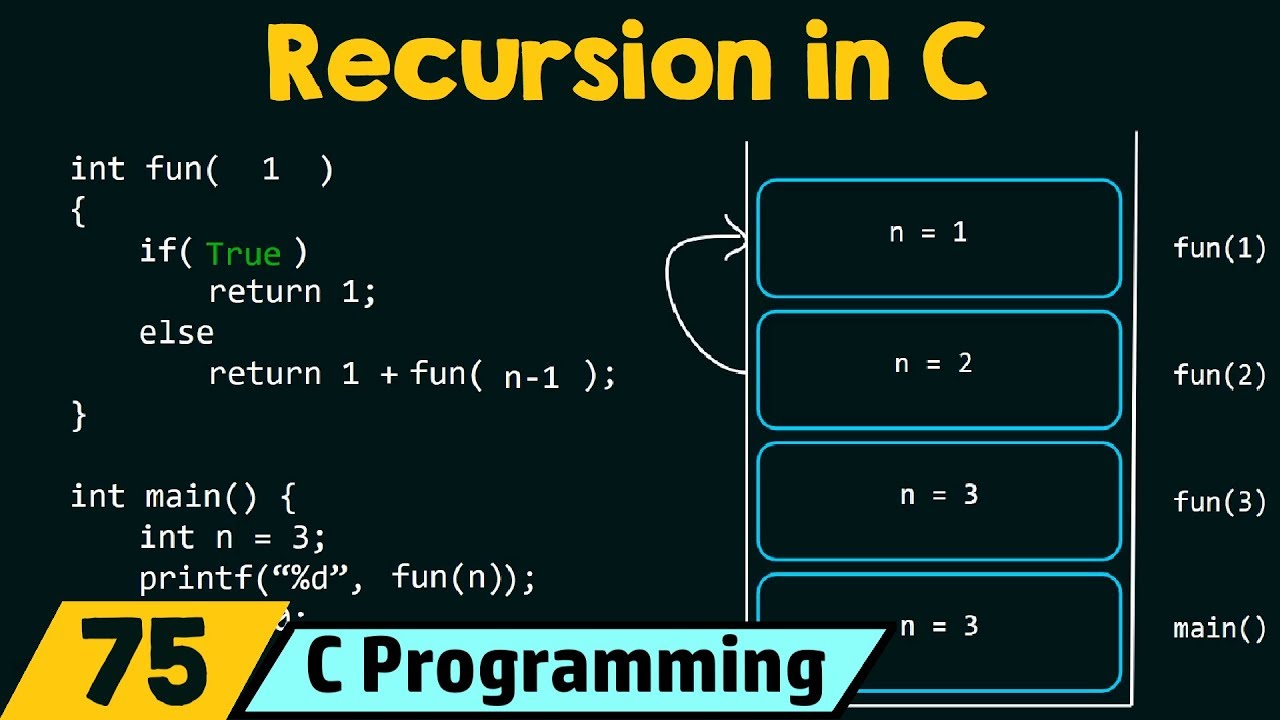 Recursion in C
int fun( 1 )
{
if( True )
return 1;
else
return 1 + fun( n-1 );
}
int main() {
int n = 3;
printf(“%d”, fun(n));
n = 1
fun(1)
n = 2
fun(2)
n = 3
fun(3)
n = 3
main()
75
C Programming